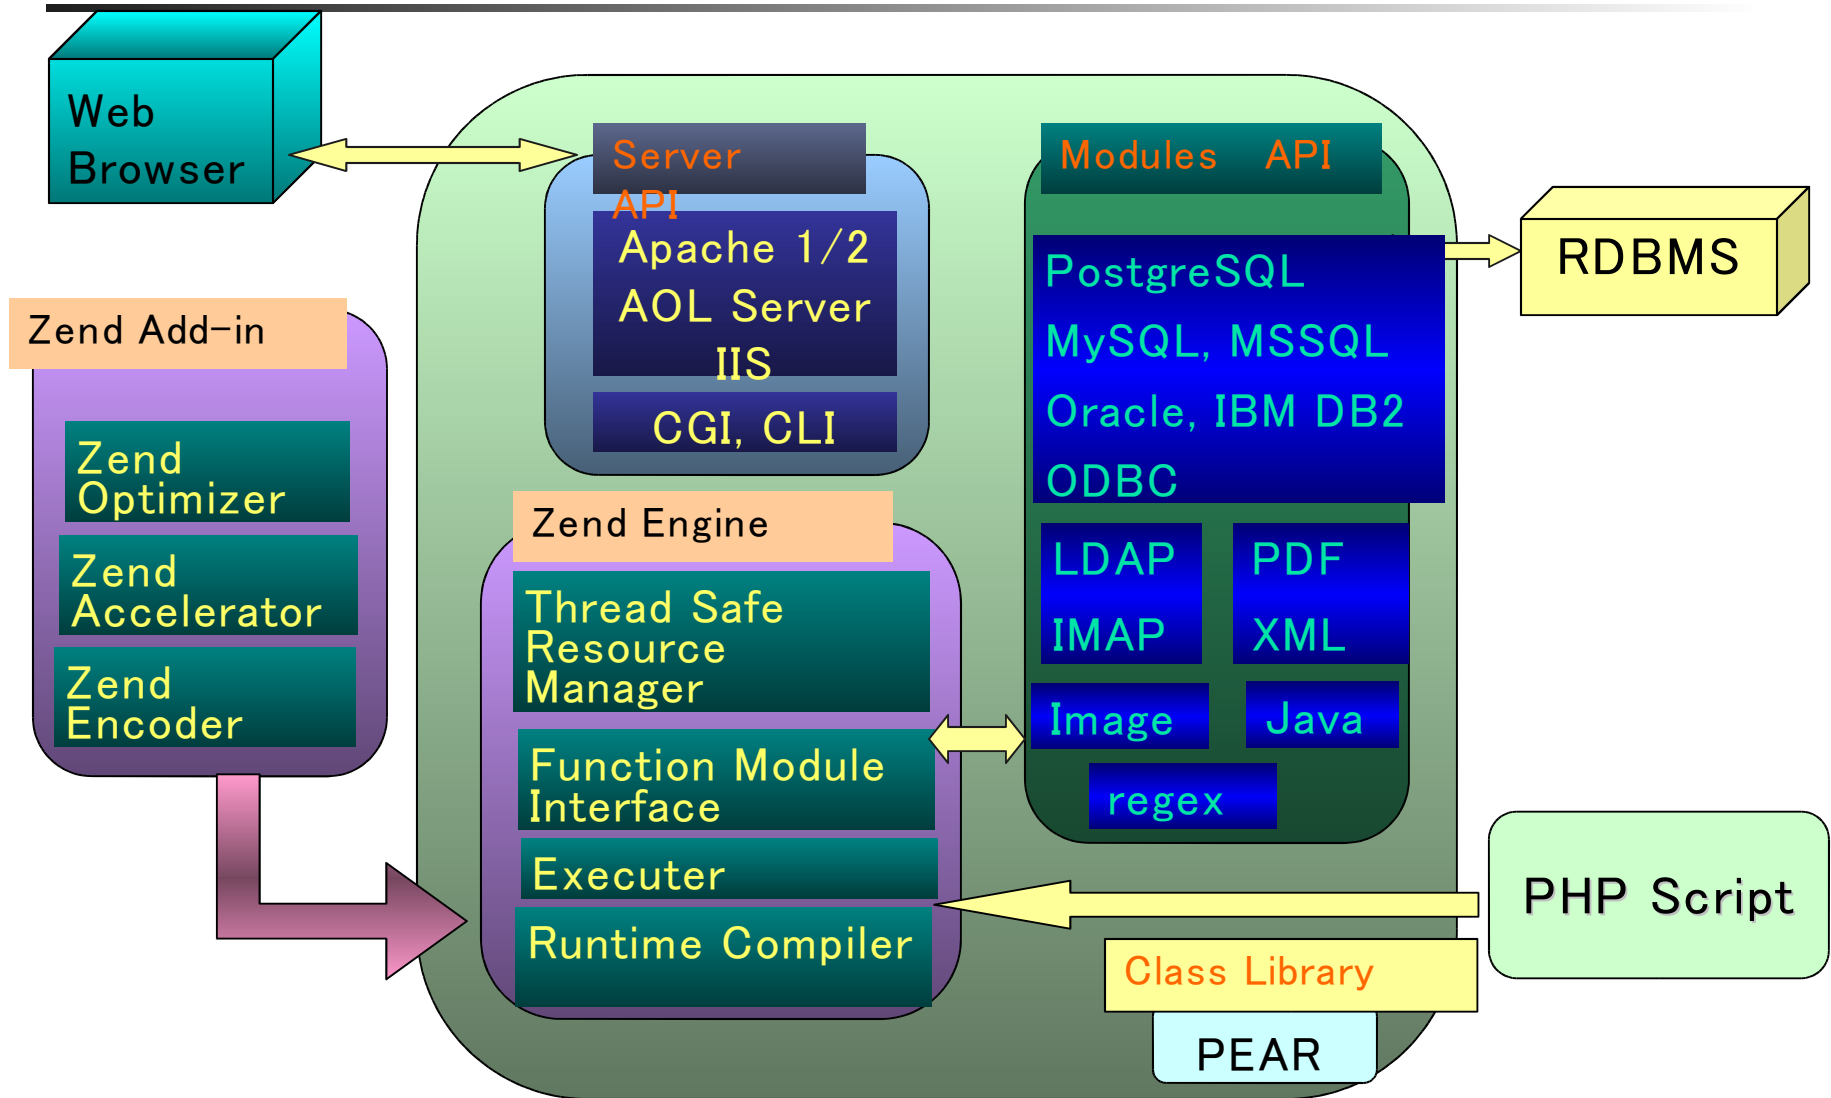 Web
Browser
Server
API
Apache 1/2
AOL Server
IIS
CGI, CLI
Modules API
PostgreSQL
MySQL, MSSQL
Oracle, IBM DB2
ODBC
LDAP
IMAP
PDF
XML
Image
Java
regex
RDBMS
Zend Add-in
Zend
Optimizer
Zend
Accelerator
Zend
Encoder
Zend Engine
Thread Safe
Resource
Manager
Function Module
Interface
Executer
Runtime Compiler
PHP Script
Class Library
PEAR